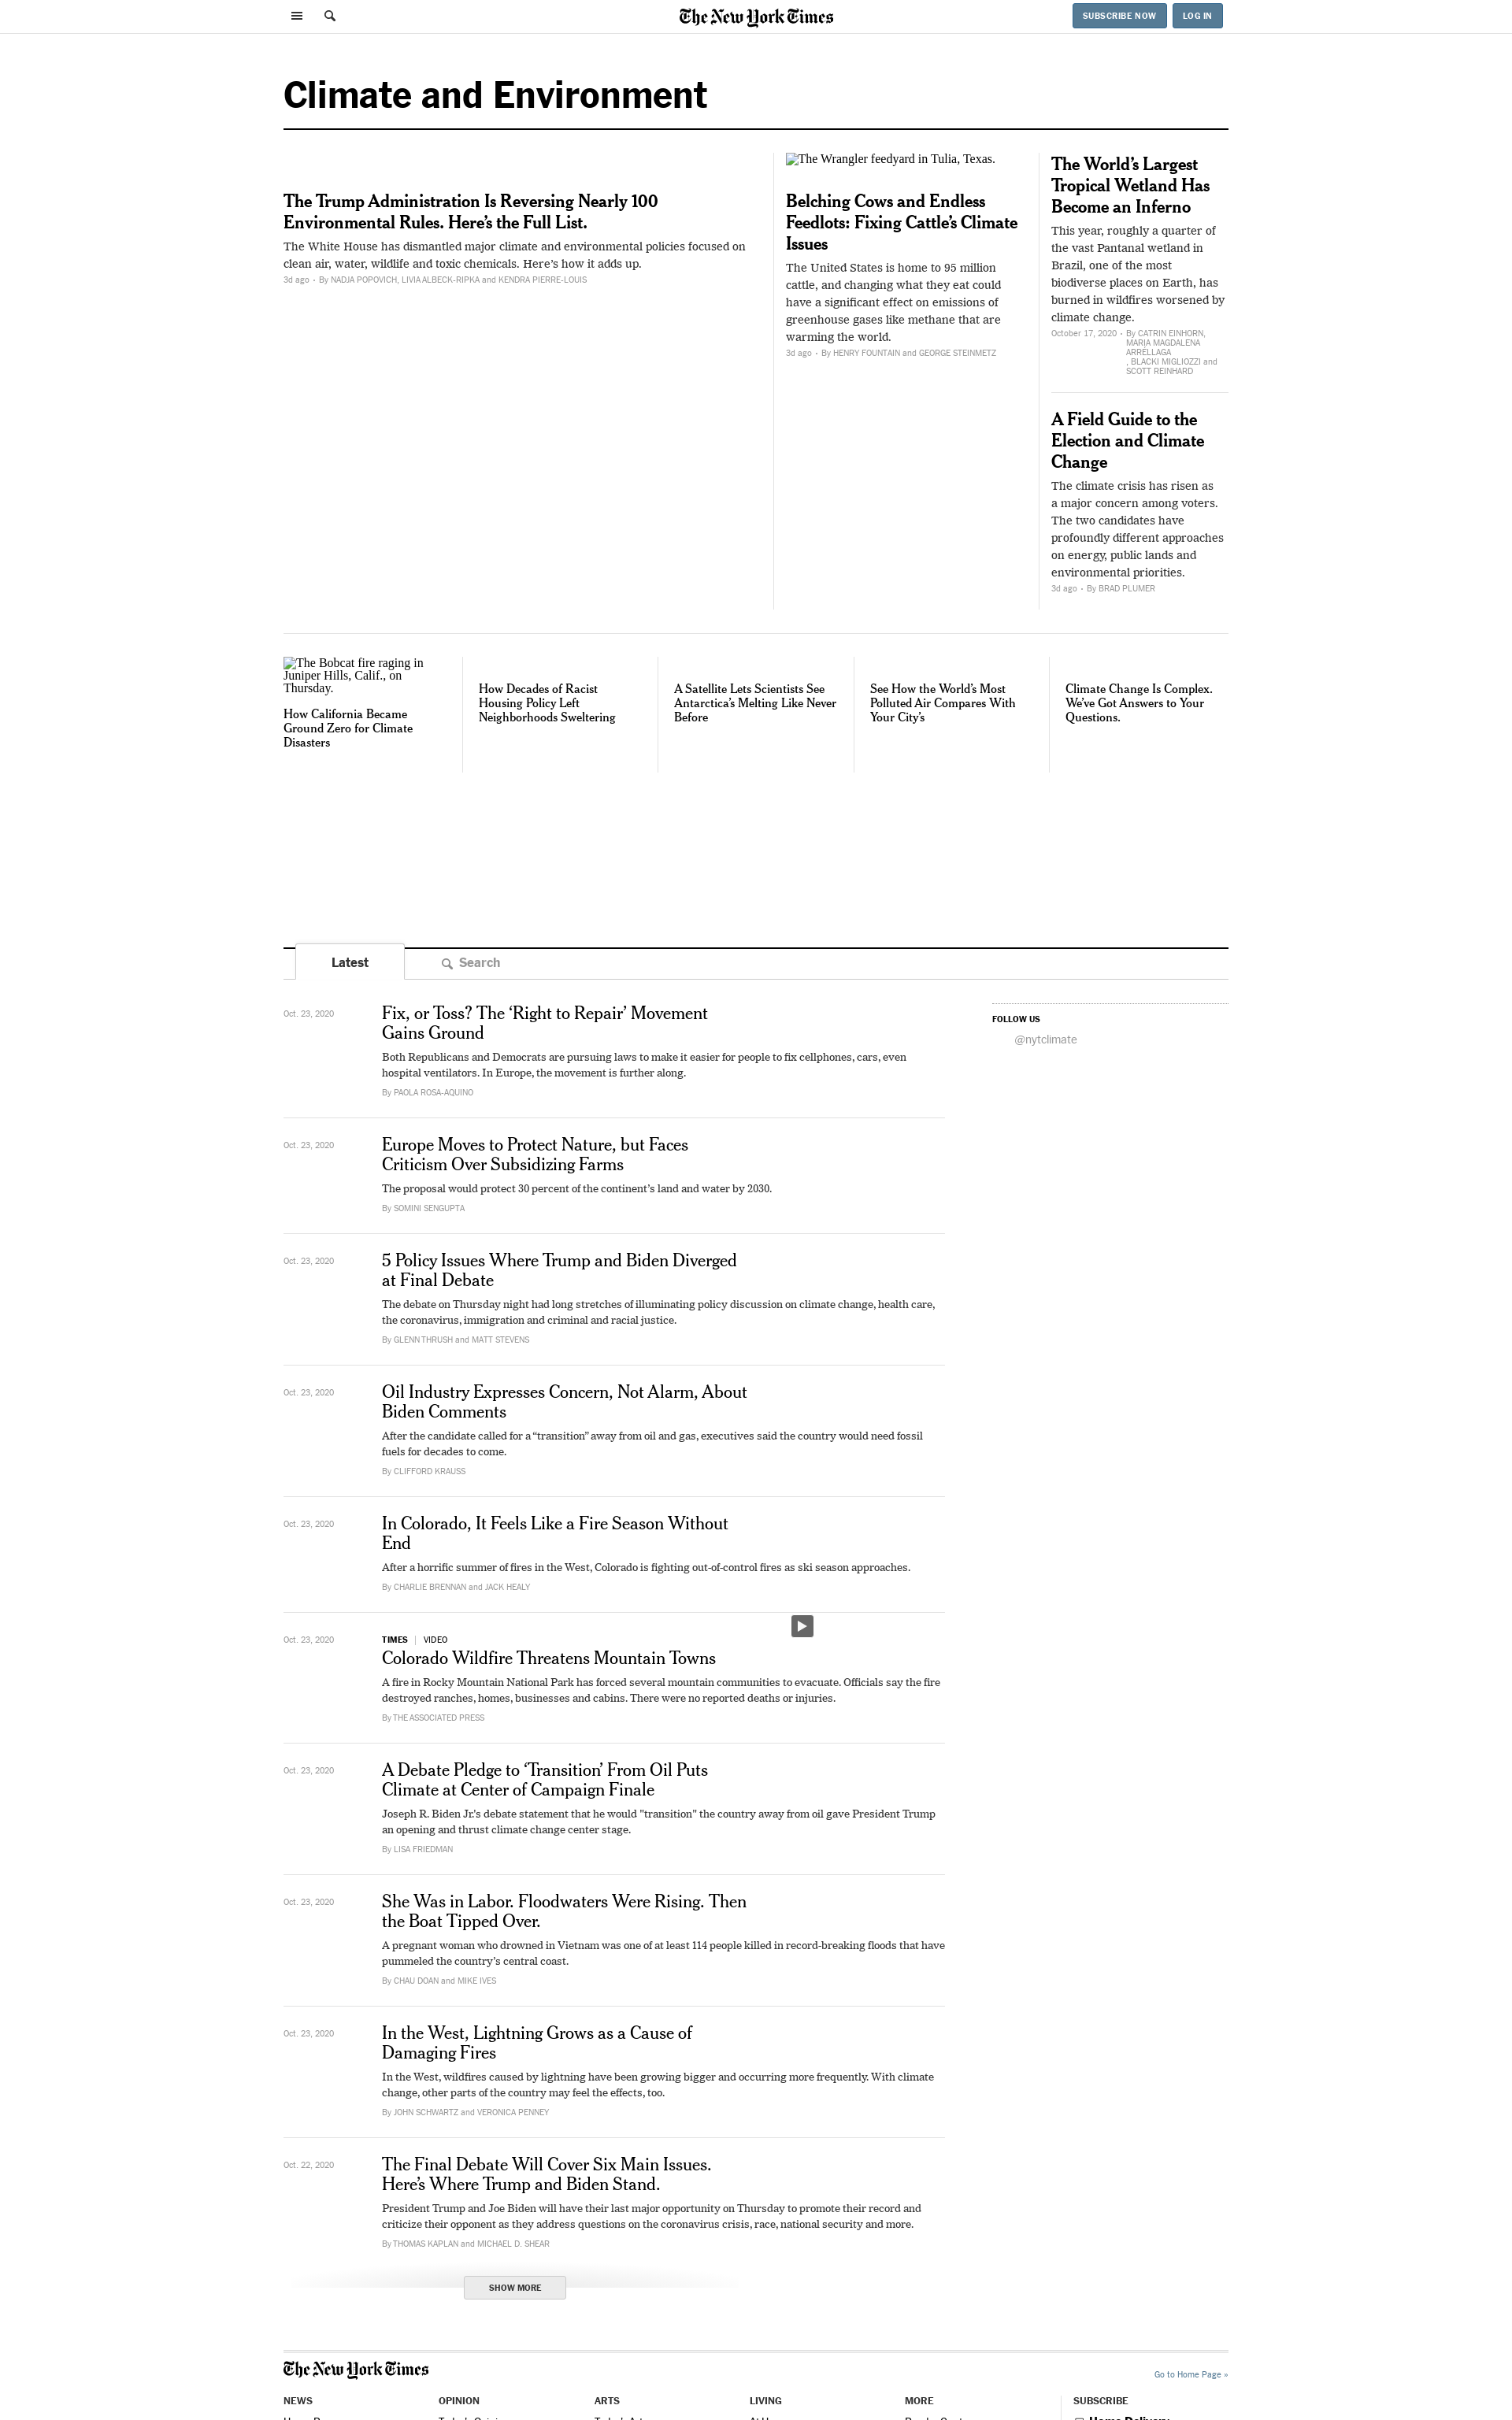 The New York Times
SUBSCRIBE NOW
LOG IN
Climate and Environment
The Trump Administration Is Reversing Nearly 100
Environmental Rules. Here’s the Full List.
The White House has dismantled major climate and environmental policies focused on
clean air, water, wildlife and toxic chemicals. Here’s how it adds up.
3d ago · By NADJA POPOVICH, LIVIA ALBECK-RIPKA and KENDRA PIERRE-LOUIS
The Wrangler feedyard in Tulia, Texas.
Belching Cows and Endless
Feedlots: Fixing Cattle’s Climate
Issues
The United States is home to 95 million
cattle, and changing what they eat could
have a significant effect on emissions of
greenhouse gases like methane that are
warming the world.
3d ago · By HENRY FOUNTAIN and GEORGE STEINMETZ
The World’s Largest
Tropical Wetland Has
Become an Inferno
This year, roughly a quarter of
the vast Pantanal wetland in
Brazil, one of the most
biodiverse places on Earth, has
burned in wildfires worsened by
climate change.
October 17, 2020 · By CATRIN EINHORN,
MARIA MAGDALENA
ARRÉLLAGA
, BLACKI MIGLIOZZI and
SCOTT REINHARD
A Field Guide to the
Election and Climate
Change
The climate crisis has risen as
a major concern among voters.
The two candidates have
profoundly different approaches
on energy, public lands and
environmental priorities.
3d ago · By BRAD PLUMER
The Bobcat fire raging in
Juniper Hills, Calif., on
Thursday.
How California Became
Ground Zero for Climate
Disasters
How Decades of Racist
Housing Policy Left
Neighborhoods Sweltering
A Satellite Lets Scientists See
Antarctica’s Melting Like Never
Before
See How the World’s Most
Polluted Air Compares With
Your City’s
Climate Change Is Complex.
We’ve Got Answers to Your
Questions.
Latest
Search
Oct. 23, 2020
Fix, or Toss? The ‘Right to Repair’ Movement
Gains Ground
Both Republicans and Democrats are pursuing laws to make it easier for people to fix cellphones, cars, even
hospital ventilators. In Europe, the movement is further along.
By PAOLA ROSA-AQUINO
FOLLOW US
@nytclimate
Oct. 23, 2020
Europe Moves to Protect Nature, but Faces
Criticism Over Subsidizing Farms
The proposal would protect 30 percent of the continent’s land and water by 2030.
By SOMINI SENGUPTA
Oct. 23, 2020
5 Policy Issues Where Trump and Biden Diverged
at Final Debate
The debate on Thursday night had long stretches of illuminating policy discussion on climate change, health care,
the coronavirus, immigration and criminal and racial justice.
By GLENN THRUSH and MATT STEVENS
Oct. 23, 2020
Oil Industry Expresses Concern, Not Alarm, About
Biden Comments
After the candidate called for a “transition” away from oil and gas, executives said the country would need fossil
fuels for decades to come.
By CLIFFORD KRAUSS
Oct. 23, 2020
In Colorado, It Feels Like a Fire Season Without
End
After a horrific summer of fires in the West, Colorado is fighting out-of-control fires as ski season approaches.
By CHARLIE BRENNAN and JACK HEALY
Oct. 23, 2020
TIMES | VIDEO
Colorado Wildfire Threatens Mountain Towns
A fire in Rocky Mountain National Park has forced several mountain communities to evacuate. Officials say the fire
destroyed ranches, homes, businesses and cabins. There were no reported deaths or injuries.
By THE ASSOCIATED PRESS
Oct. 23, 2020
A Debate Pledge to ‘Transition’ From Oil Puts
Climate at Center of Campaign Finale
Joseph R. Biden Jr.'s debate statement that he would "transition" the country away from oil gave President Trump
an opening and thrust climate change center stage.
By LISA FRIEDMAN
Oct. 23, 2020
She Was in Labor. Floodwaters Were Rising. Then
the Boat Tipped Over.
A pregnant woman who drowned in Vietnam was one of at least 114 people killed in record-breaking floods that have
pummeled the country’s central coast.
By CHAU DOAN and MIKE IVES
Oct. 23, 2020
In the West, Lightning Grows as a Cause of
Damaging Fires
In the West, wildfires caused by lightning have been growing bigger and occurring more frequently. With climate
change, other parts of the country may feel the effects, too.
By JOHN SCHWARTZ and VERONICA PENNEY
Oct. 22, 2020
The Final Debate Will Cover Six Main Issues.
Here’s Where Trump and Biden Stand.
President Trump and Joe Biden will have their last major opportunity on Thursday to promote their record and
criticize their opponent as they address questions on the coronavirus crisis, race, national security and more.
By THOMAS KAPLAN and MICHAEL D. SHEAR
SHOW MORE
The New York Times
Go to Home Page »
NEWS
OPINION
ARTS
LIVING
MORE
SUBSCRIBE